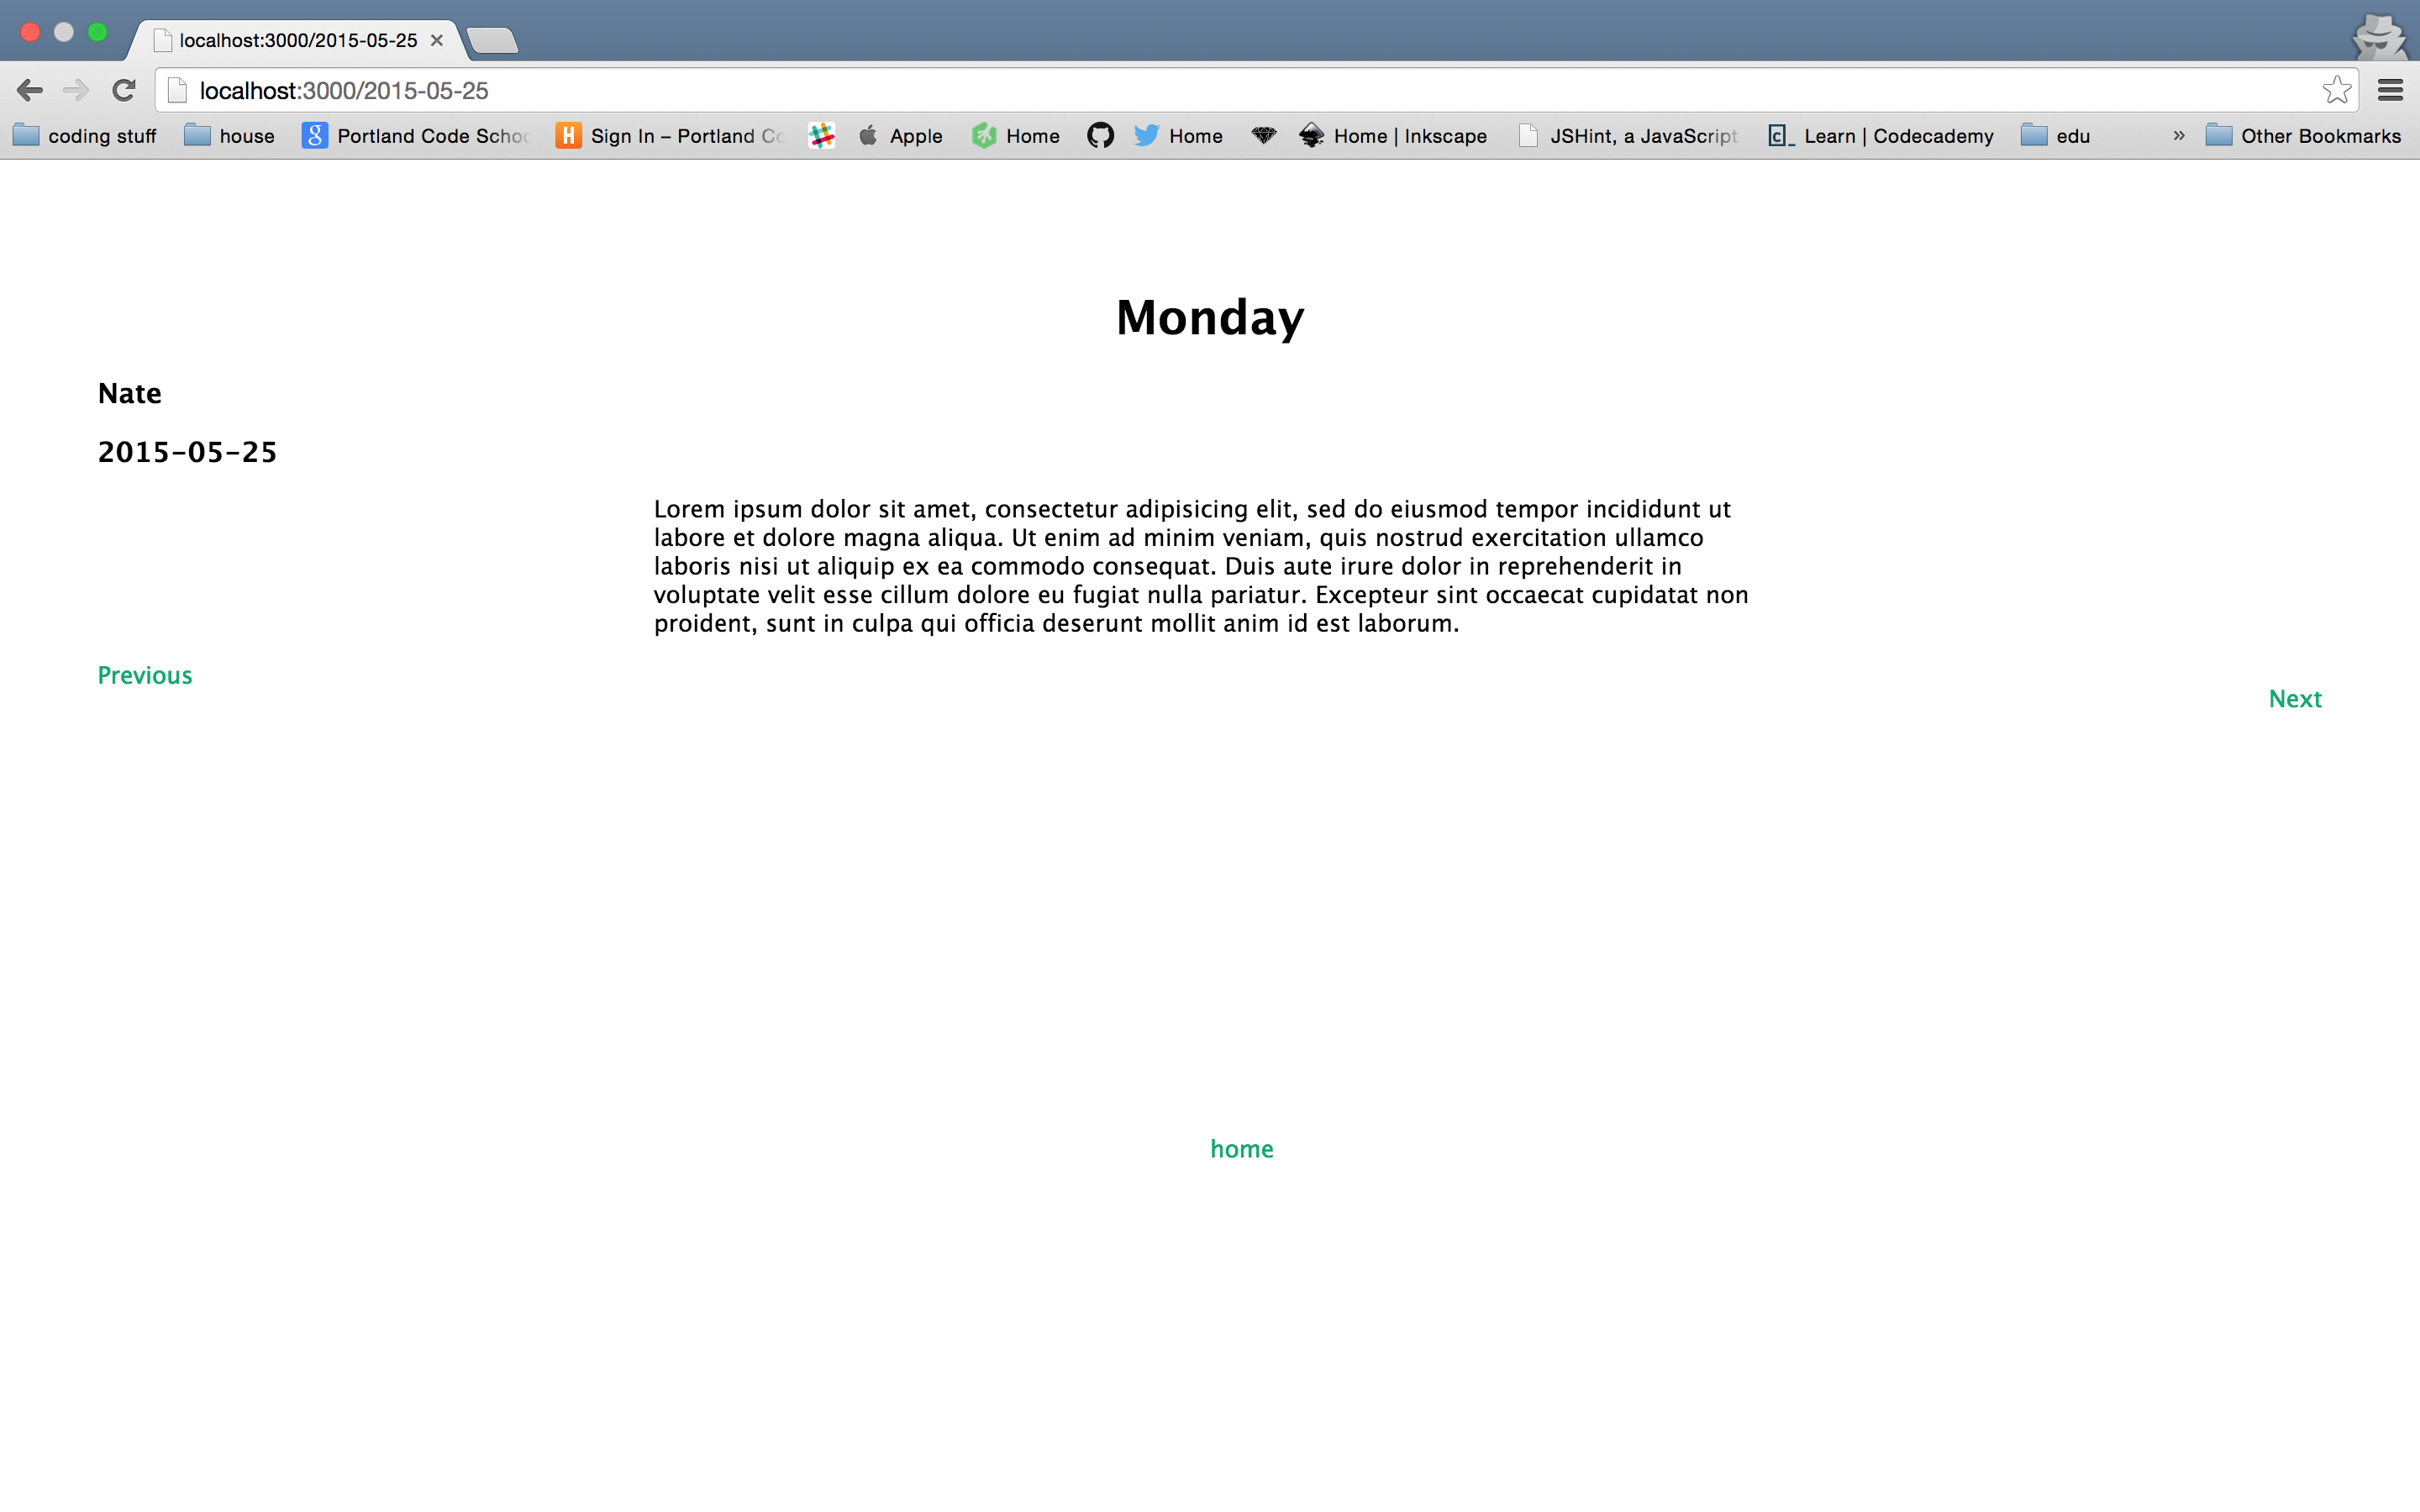 localhost:3000/2015-05-25
localhost:3000/2015-05-25
coding stuff house Portland Code Scho Sign In – Portland Co Apple Home Home Home | Inkscape JSHint, a JavaScript Learn | Codecademy edu » Other Bookmarks
Monday
Nate
2015-05-25
Lorem ipsum dolor sit amet, consectetur adipisicing elit, sed do eiusmod tempor incididunt ut
labore et dolore magna aliqua. Ut enim ad minim veniam, quis nostrud exercitation ullamco
laboris nisi ut aliquip ex ea commodo consequat. Duis aute irure dolor in reprehenderit in
voluptate velit esse cillum dolore eu fugiat nulla pariatur. Excepteur sint occaecat cupidatat non
proident, sunt in culpa qui officia deserunt mollit anim id est laborum.
Previous
Next
home